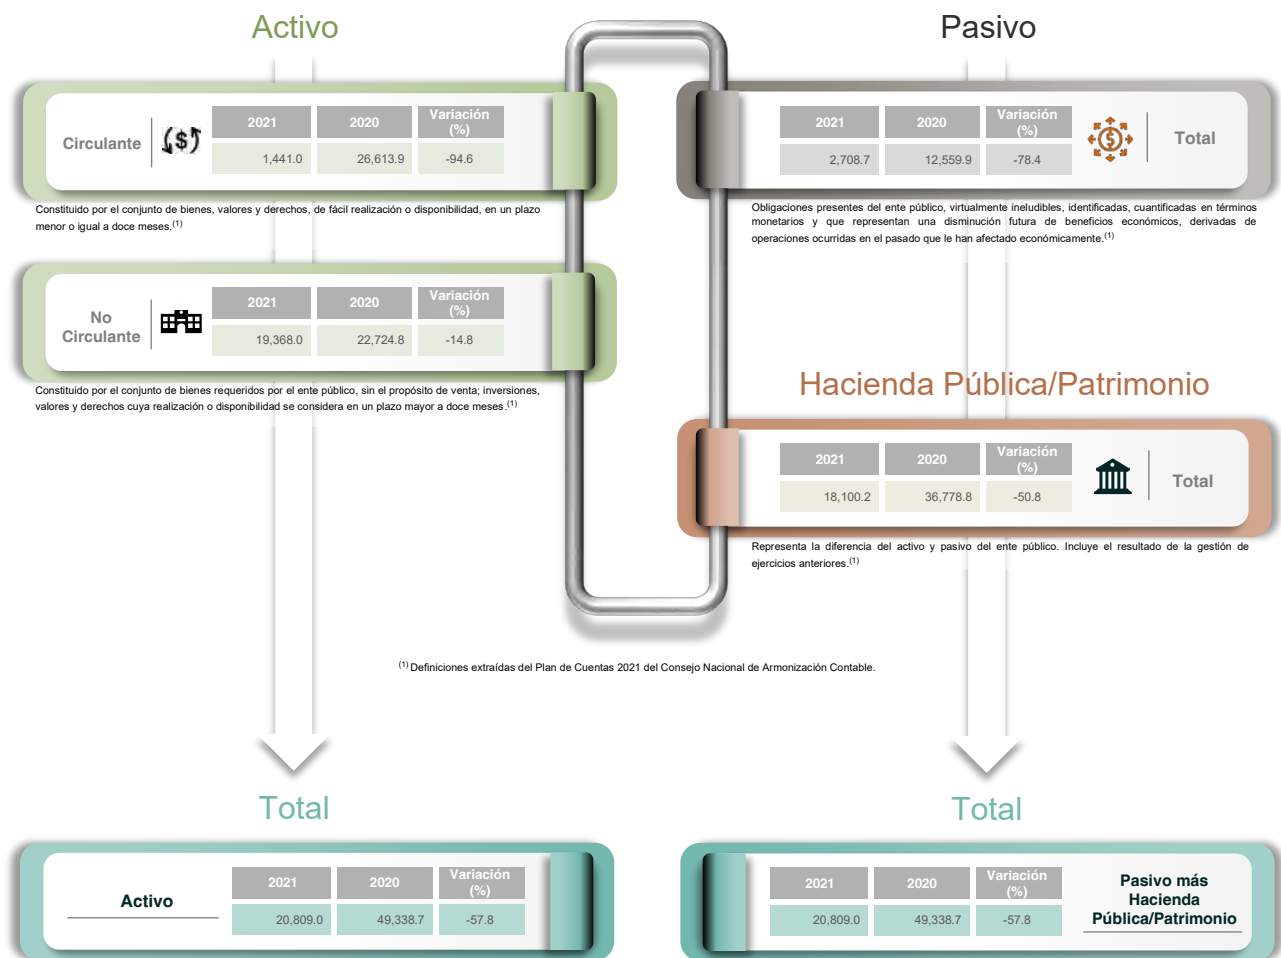 Activo
Circulante
2021 2020 Variación (%)
1,441.0 26,613.9 -94.6
Constituido por el conjunto de bienes, valores y derechos, de fácil realización o disponibilidad, en un plazo
menor o igual a doce meses.(1)
No
Circulante
2021 2020 Variación (%)
19,368.0 22,724.8 -14.8
Constituido por el conjunto de bienes requeridos por el ente público, sin el propósito de venta; inversiones,
valores y derechos cuya realización o disponibilidad se considera en un plazo mayor a doce meses.(1)
Pasivo
2021 2020 Variación (%)
2,708.7 12,559.9 -78.4
Total
Obligaciones presentes del ente público, virtualmente ineludibles, identificadas, cuantificadas en términos
monetarios y que representan una disminución futura de beneficios económicos, derivadas de
operaciones ocurridas en el pasado que le han afectado económicamente.(1)
Hacienda Pública/Patrimonio
2021 2020 Variación (%)
18,100.2 36,778.8 -50.8
Total
Representa la diferencia del activo y pasivo del ente público. Incluye el resultado de la gestión de
ejercicios anteriores.(1)
(1) Definiciones extraídas del Plan de Cuentas 2021 del Consejo Nacional de Armonización Contable.
Total
Activo
2021 2020 Variación (%)
20,809.0 49,338.7 -57.8
Total
2021 2020 Variación (%)
20,809.0 49,338.7 -57.8
Pasivo más
Hacienda
Pública/Patrimonio